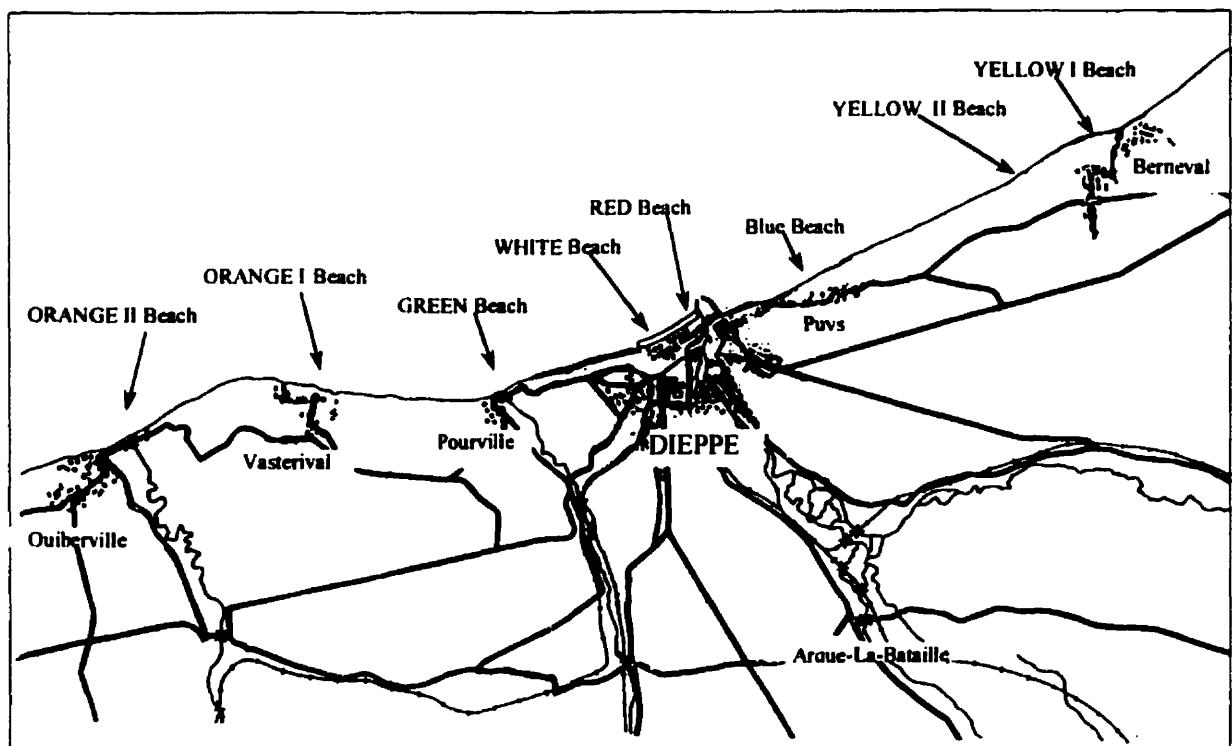 YELLOW I Beach
YELLOW II Beach
Berneval
RED Beach
Blue Beach
WHITE Beach
ORANGE I Beach
GREEN Beach
ORANGE II Beach
Puys
Pourville
DIEPPE
Vasterival
Ouiberville
Arque-La-Bataille